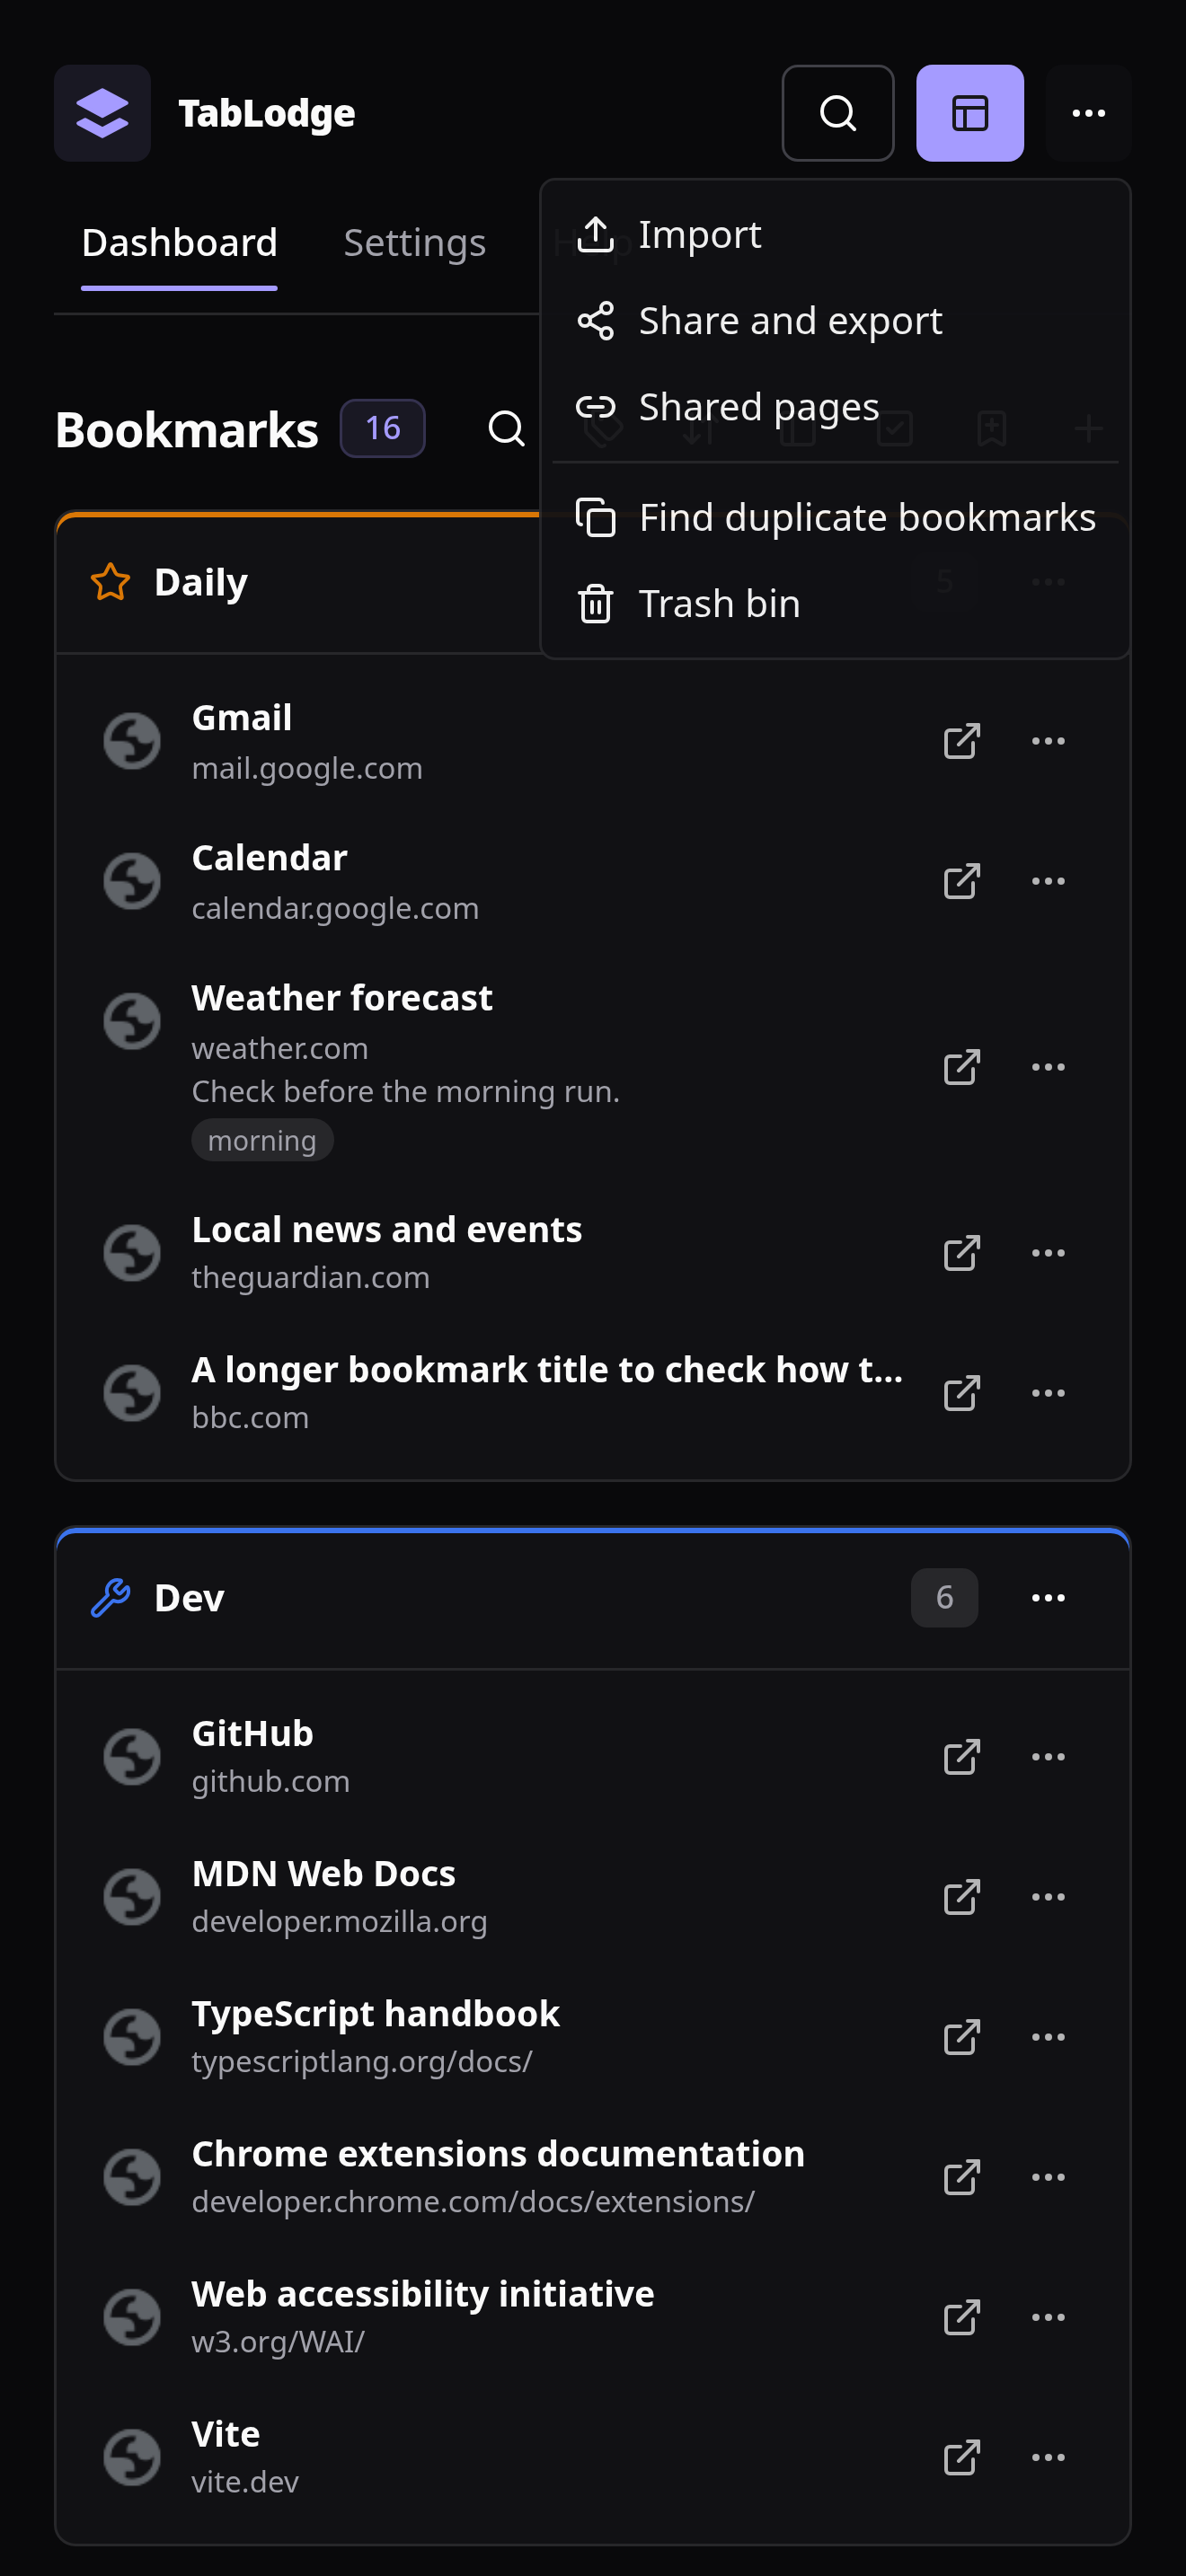 TabLodge
Dashboard
Settings
Help
Import
Share and export
Shared pages
Find duplicate bookmarks
Trash bin
Bookmarks 16
Daily
5
Gmail
mail.google.com
Calendar
calendar.google.com
Weather forecast
weather.com
Check before the morning run.
morning
Local news and events
theguardian.com
A longer bookmark title to check how t...
bbc.com
Dev
6
GitHub
github.com
MDN Web Docs
developer.mozilla.org
TypeScript handbook
typescriptlang.org/docs/
Chrome extensions documentation
developer.chrome.com/docs/extensions/
Web accessibility initiative
w3.org/WAI/
Vite
vite.dev